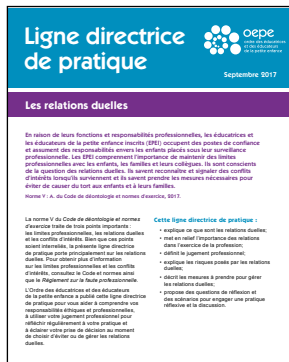 Ligne directrice
de pratique
oepe
ordre des éducatrices
et des éducateurs
de la petite enfance
Septembre 2017
Les relations duelles
En raison de leurs fonctions et responsabilités professionnelles, les éducatrices et
les éducateurs de la petite enfance inscrits (EPEI) occupent des postes de confiance
et assument des responsabilités envers les enfants placés sous leur surveillance
professionnelle. Les EPEI comprennent l'importance de maintenir des limites
professionnelles avec les enfants, les familles et leurs collègues. Ils sont conscients
de la question des relations duelles. Ils savent reconnaître et signaler des conflits
d'intérêts lorsqu'ils surviennent et ils savent prendre les mesures nécessaires pour
éviter de causer du tort aux enfants et à leurs familles.
Norme V : A. du Code de déontologie et normes d'exercice, 2017.
La norme V du Code de déontologie et normes
d'exercice traite de trois points importants :
les limites professionnelles, les relations duelles
et les conflits d'intérêts. Bien que ces points
soient interreliés, la présente ligne directrice
de pratique porte principalement sur les relations
duelles. Pour obtenir plus d'information
sur les limites professionnelles et les conflits
d'intérêts, consultez le Code et normes ainsi
que le Règlement sur la faute professionnelle.
L'Ordre des éducatrices et des éducateurs
de la petite enfance a publié cette ligne directrice
de pratique pour vous aider à comprendre vos
responsabilités éthiques et professionnelles,
à utiliser votre jugement professionnel pour
réfléchir régulièrement à votre pratique et
à éclairer votre prise de décision au moment
de choisir d'éviter ou de gérer les relations
duelles.
Cette ligne directrice de pratique :
• explique ce que sont les relations duelles;
• met en relief l'importance des relations
dans l'exercice de la profession;
• définit le jugement professionnel;
• explique les risques posés par les relations
duelles;
• décrit les mesures à prendre pour gérer
les relations duelles;
• propose des questions de réflexion et
des scénarios pour engager une pratique
réflexive et la discussion.